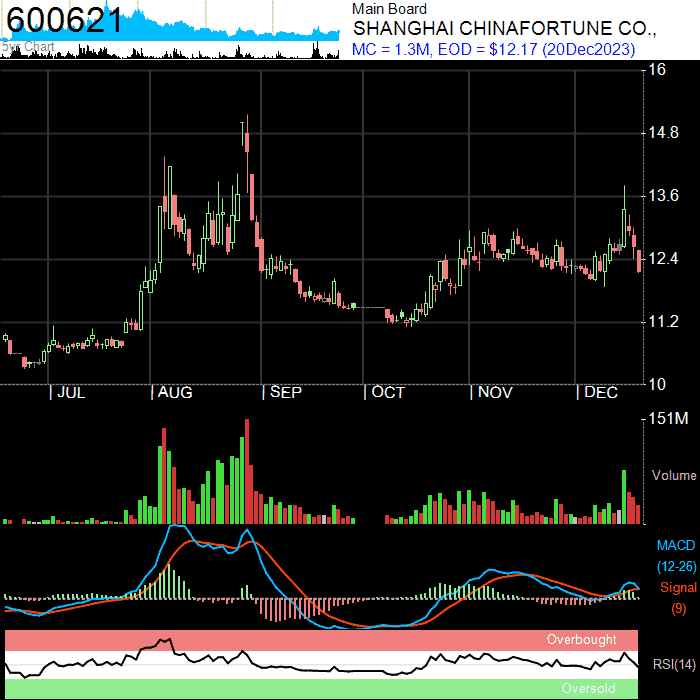 600621
5yr Chart
Main Board
SHANGHAI CHINAFORTUNE CO.,
MC = 1.3M, EOD = $12.17 (20Dec2023)
16
14.8
13.6
12.4
11.2
10
JUL
AUG
SEP
OCT
NOV
DEC
151M
Volume
MACD
(12-26)
Signal
(9)
Overbought
RSI(14)
Oversold